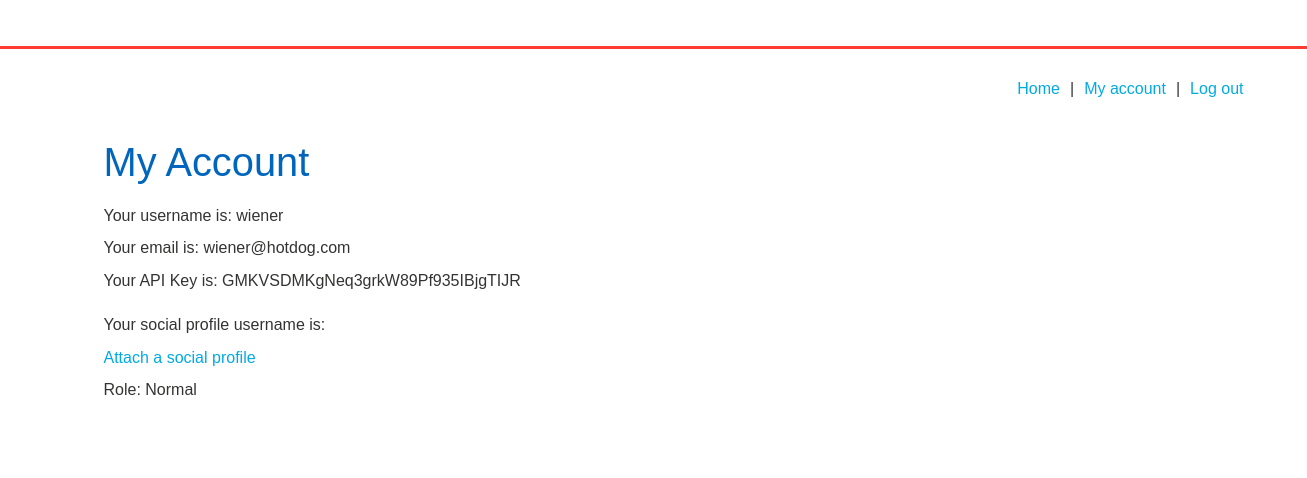 Home | My account | Log out
My Account
Your username is: wiener
Your email is: wiener@hotdog.com
Your API Key is: GMKVSDMKgNeq3grkW89Pf935IBjgTIJR
Your social profile username is:
Attach a social profile
Role: Normal